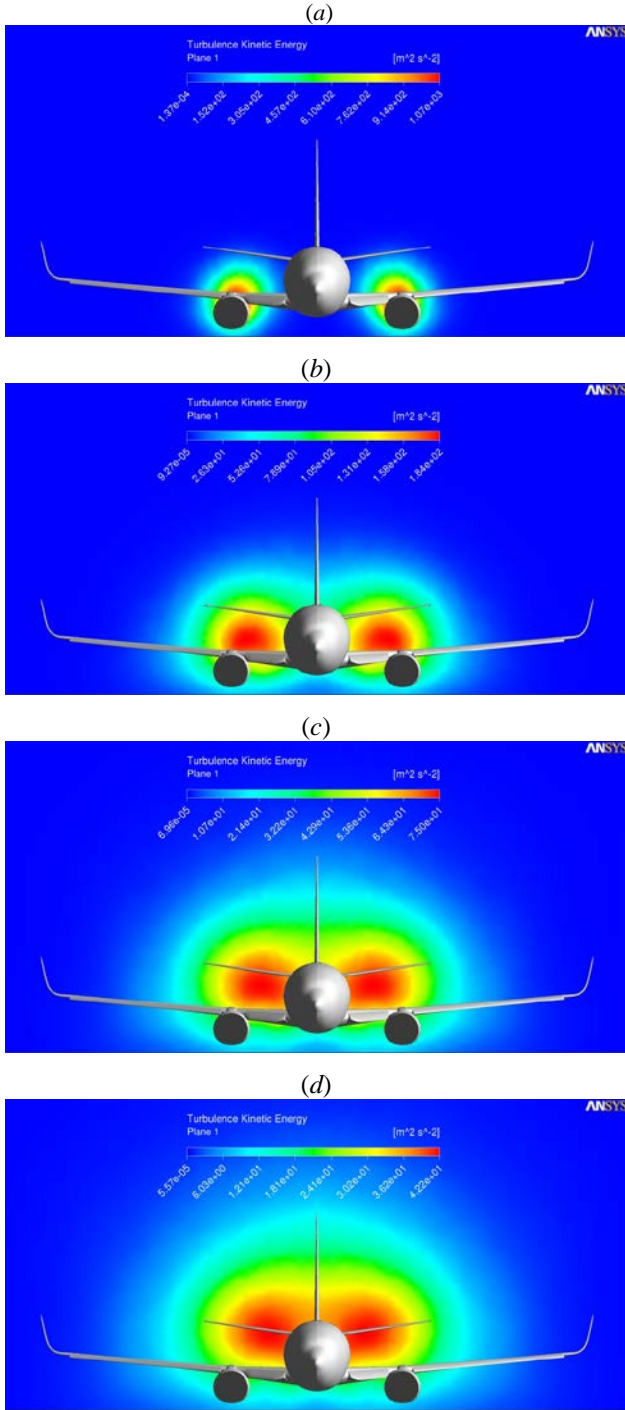 (a)
ANSYS
Turbulence Kinetic Energy
Plane 1 [m^2 s^-2]
1.37e-04 1.52e+02 3.05e+02 4.57e+02 6.10e+02 7.62e+02 9.14e+02 1.07e+03
(b)
ANSYS
Turbulence Kinetic Energy
Plane 1 [m^2 s^-2]
9.27e-05 2.63e+01 5.26e+01 7.89e+01 1.05e+02 1.31e+02 1.58e+02 1.84e+02
(c)
ANSYS
Turbulence Kinetic Energy
Plane 1 [m^2 s^-2]
6.96e-05 1.07e+01 2.14e+01 3.22e+01 4.29e+01 5.36e+01 6.43e+01 7.50e+01
(d)
ANSYS
Turbulence Kinetic Energy
Plane 1 [m^2 s^-2]
5.57e-05 6.03e+00 1.21e+01 1.81e+01 2.41e+01 3.02e+01 3.62e+01 4.22e+01